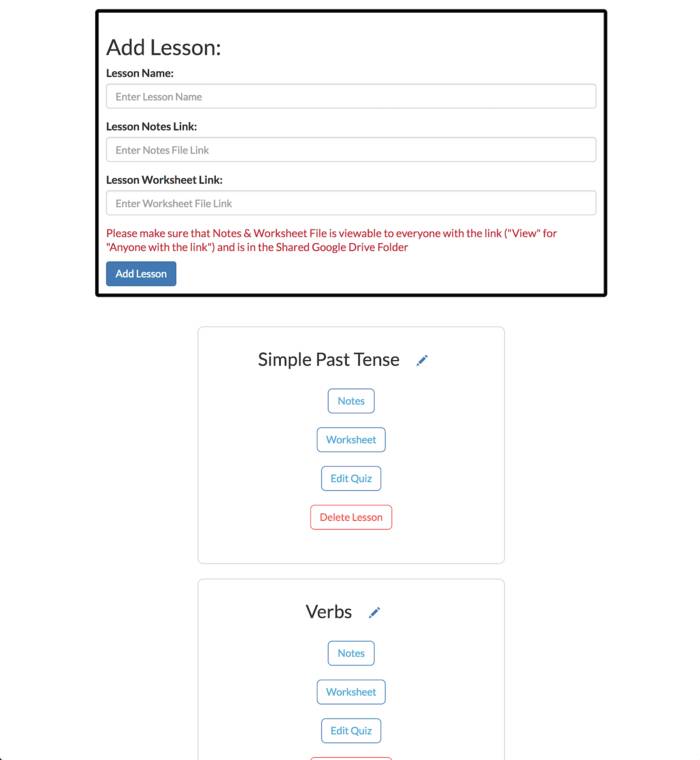 Add Lesson:
Lesson Name:
Enter Lesson Name
Lesson Notes Link:
Enter Notes File Link
Lesson Worksheet Link:
Enter Worksheet File Link
Please make sure that Notes & Worksheet File is viewable to everyone with the link ("View" for
"Anyone with the link") and is in the Shared Google Drive Folder
Add Lesson
Simple Past Tense
Notes
Worksheet
Edit Quiz
Delete Lesson
Verbs
Notes
Worksheet
Edit Quiz